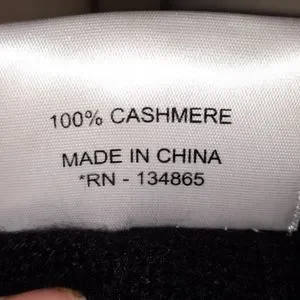 100% CASHMERE
MADE IN CHINA
*RN - 134865